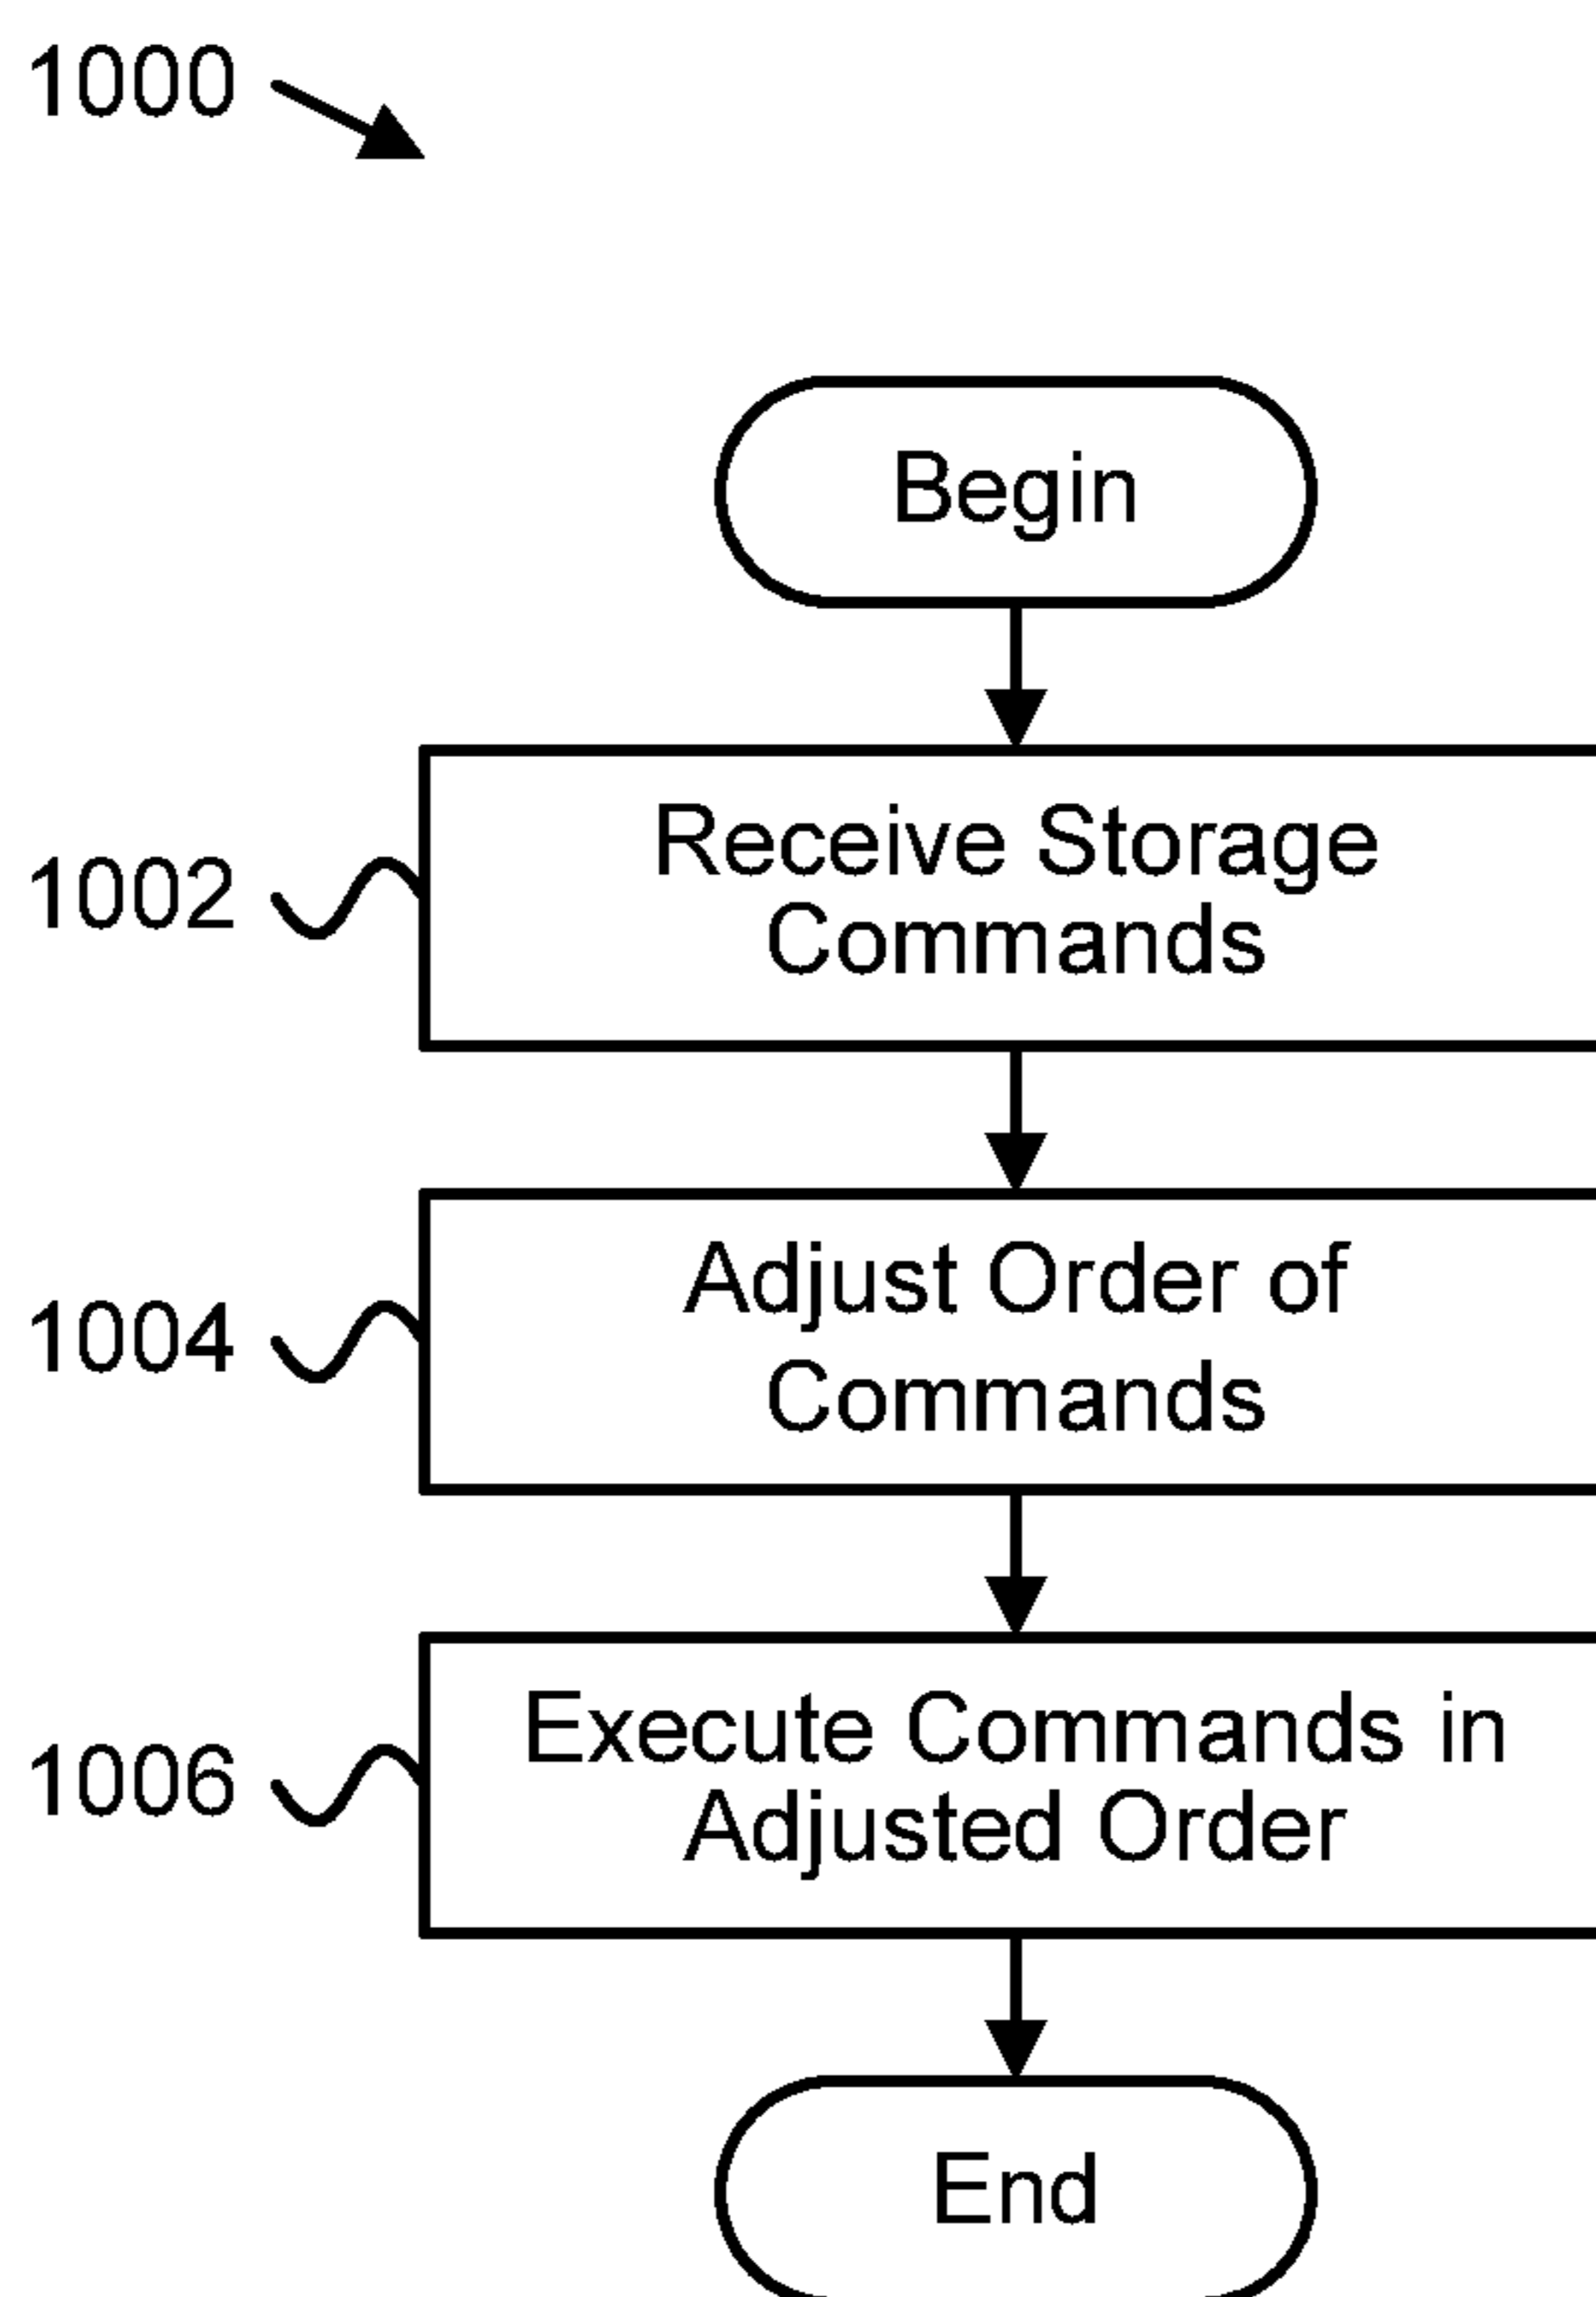 1000
Begin
1002
Receive Storage
Commands
1004
Adjust Order of
Commands
1006
Execute Commands in
Adjusted Order
End